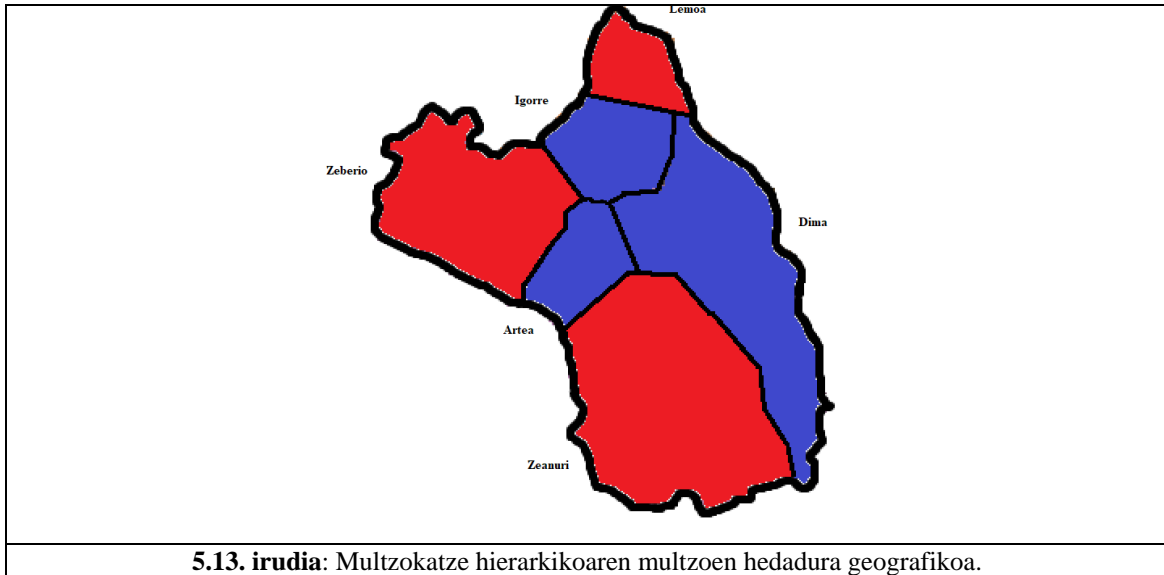 Lemoa
Igorre
Zeberio
Dima
Artea
Zeanuri
5.13. irudia: Multzokatze hierarkikoaren multzoen hedadura geografikoa.